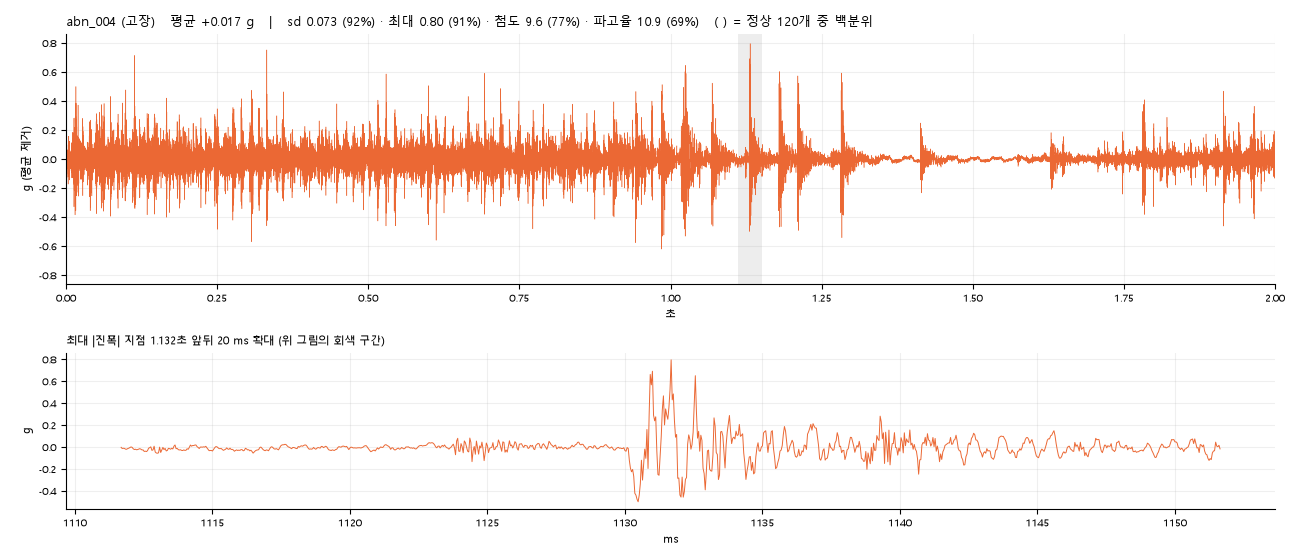 abn_004 (고장) 평균 +0.017 g | sd 0.073 (92%) · 최대 0.80 (91%) · 첨도 9.6 (77%) · 파고율 10.9 (69%) ( ) = 정상 120개 중 백분위
g (평균 제거)
0.8
0.6
0.4
0.2
0.0
-0.2
-0.4
-0.6
-0.8
0.00 0.25 0.50 0.75 1.00 1.25 1.50 1.75 2.00
초
최대 |진폭| 지점 1.132초 앞뒤 20 ms 확대 (위 그림의 회색 구간)
g
0.8
0.6
0.4
0.2
0.0
-0.2
-0.4
1110 1115 1120 1125 1130 1135 1140 1145 1150
ms